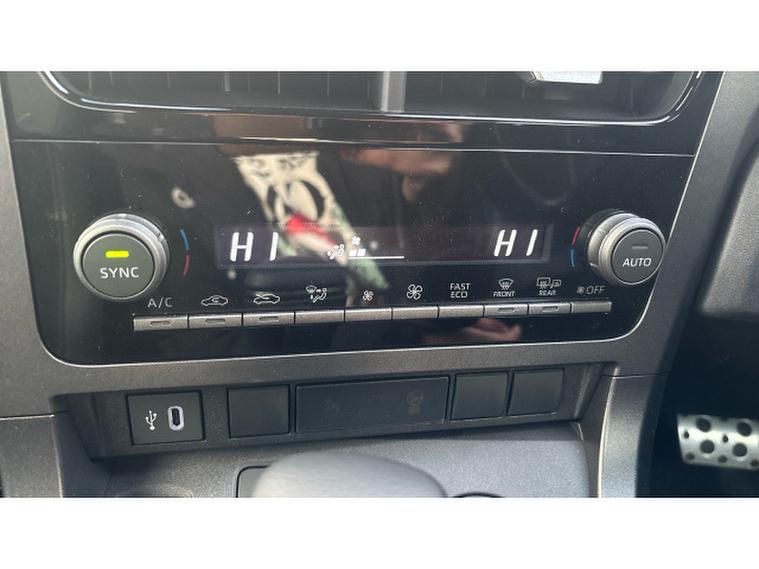 HI HI
SYNC AUTO
A/C FAST ECO FRONT REAR OFF